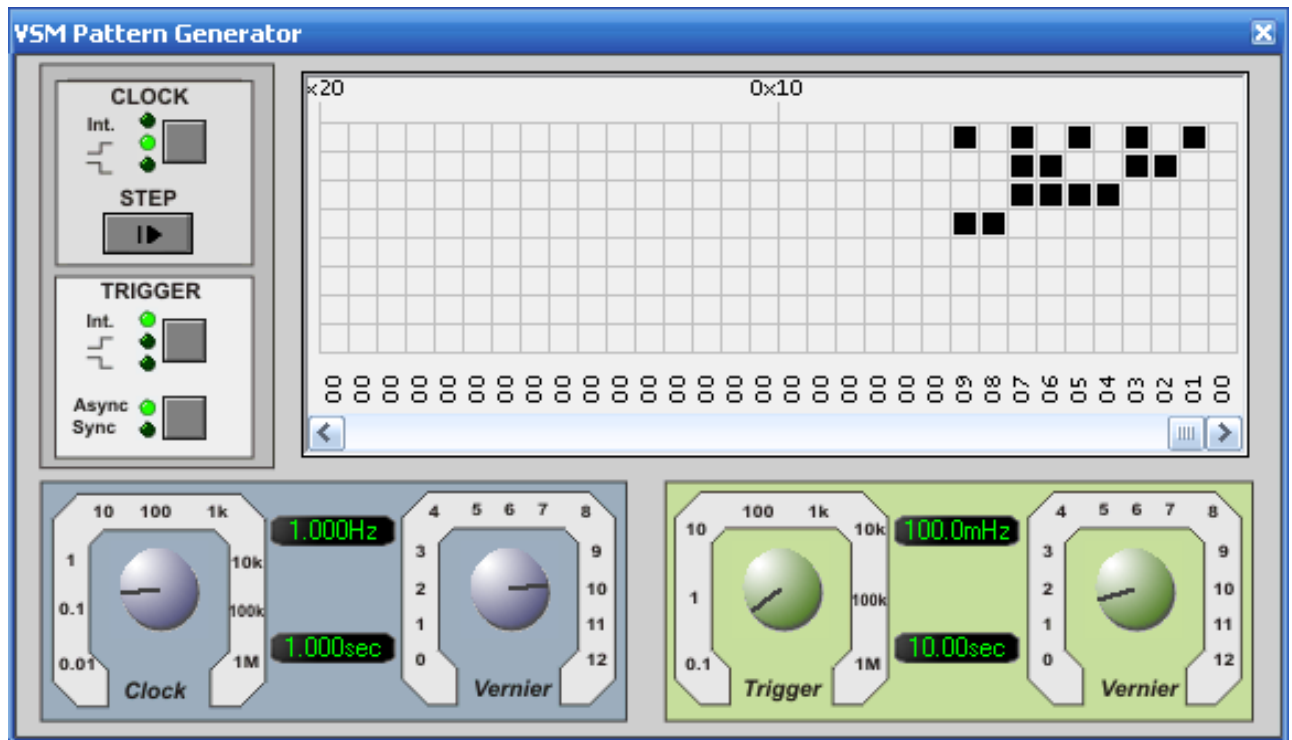 VSM Pattern Generator
CLOCK
Int.
STEP
TRIGGER
Int.
Async
Sync
x20 0x10
00 00 00 00 00 00 00 00 00 00 00 00 00 00 00 00 00 00 00 00 00 00 09 08 07 06 05 04 03 02 01 00
10 100 1k
1 10k
0.1 100k
0.01 1M
Clock
1.000Hz
1.000sec
4 5 6 7 8
3 9
2 10
1 11
0 12
Vernier
100 1k
10 10k
1 100k
0.1 1M
Trigger
100.0mHz
10.00sec
4 5 6 7 8
3 9
2 10
1 11
0 12
Vernier